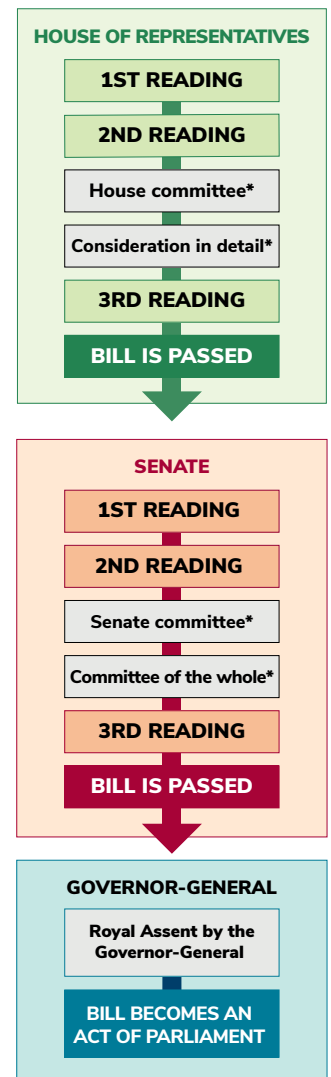 HOUSE OF REPRESENTATIVES
1ST READING
2ND READING
House committee*
Consideration in detail*
3RD READING
BILL IS PASSED
SENATE
1ST READING
2ND READING
Senate committee*
Committee of the whole*
3RD READING
BILL IS PASSED
GOVERNOR-GENERAL
Royal Assent by the
Governor-General
BILL BECOMES AN
ACT OF PARLIAMENT